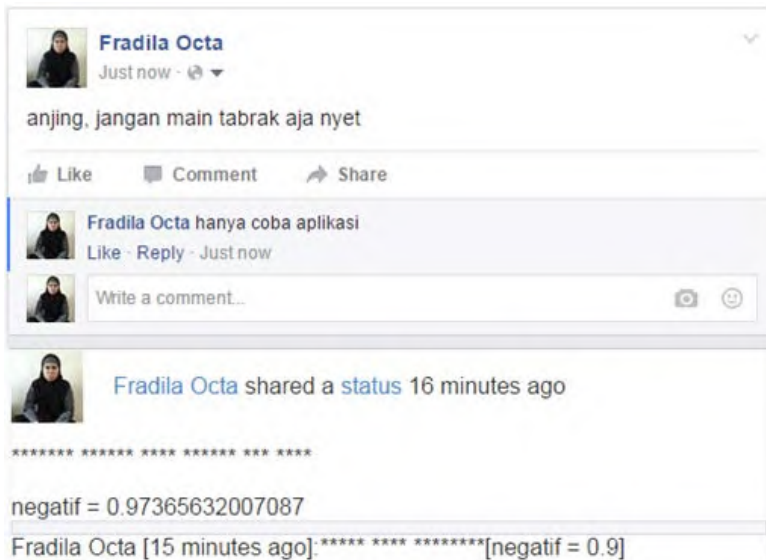 Fradila Octa
Just now ·
anjing, jangan main tabrak aja nyet
Like Comment Share
Fradila Octa hanya coba aplikasi
Like · Reply · Just now
Write a comment...
Fradila Octa shared a status 16 minutes ago
******* ****** **** ****** *** ****
negatif = 0.97365632007087
Fradila Octa [15 minutes ago]:***** **** ********[negatif = 0.9]